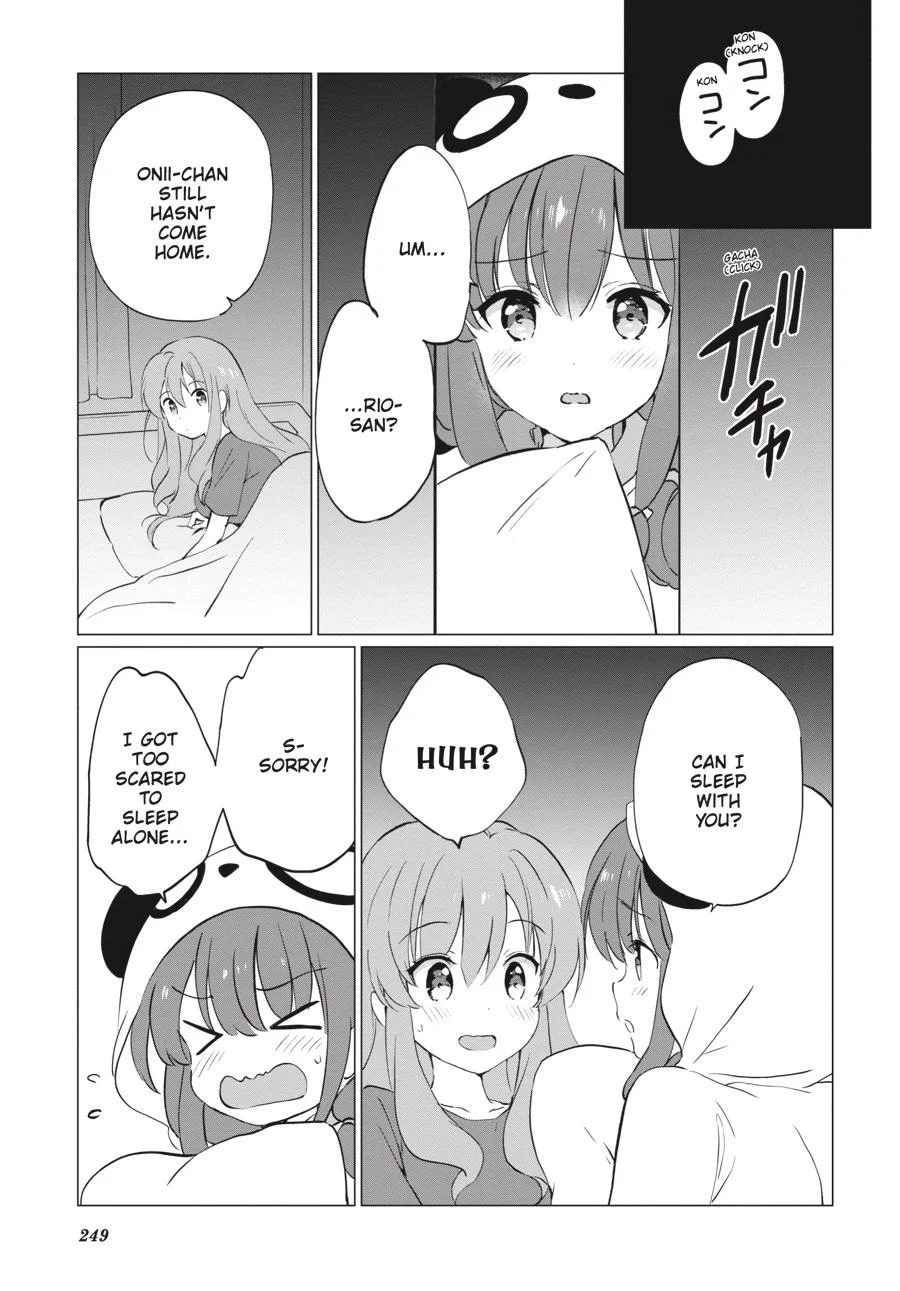 KON
(KNOCK)
コン
KON
コン
GACHA
(CLICK)
ガチャ
UM...
...RIO-
SAN?
ONII-CHAN
STILL
HASN'T
COME
HOME.
CAN I
SLEEP
WITH
YOU?
HUH?
S-
SORRY!
I GOT
TOO
SCARED
TO
SLEEP
ALONE...
249